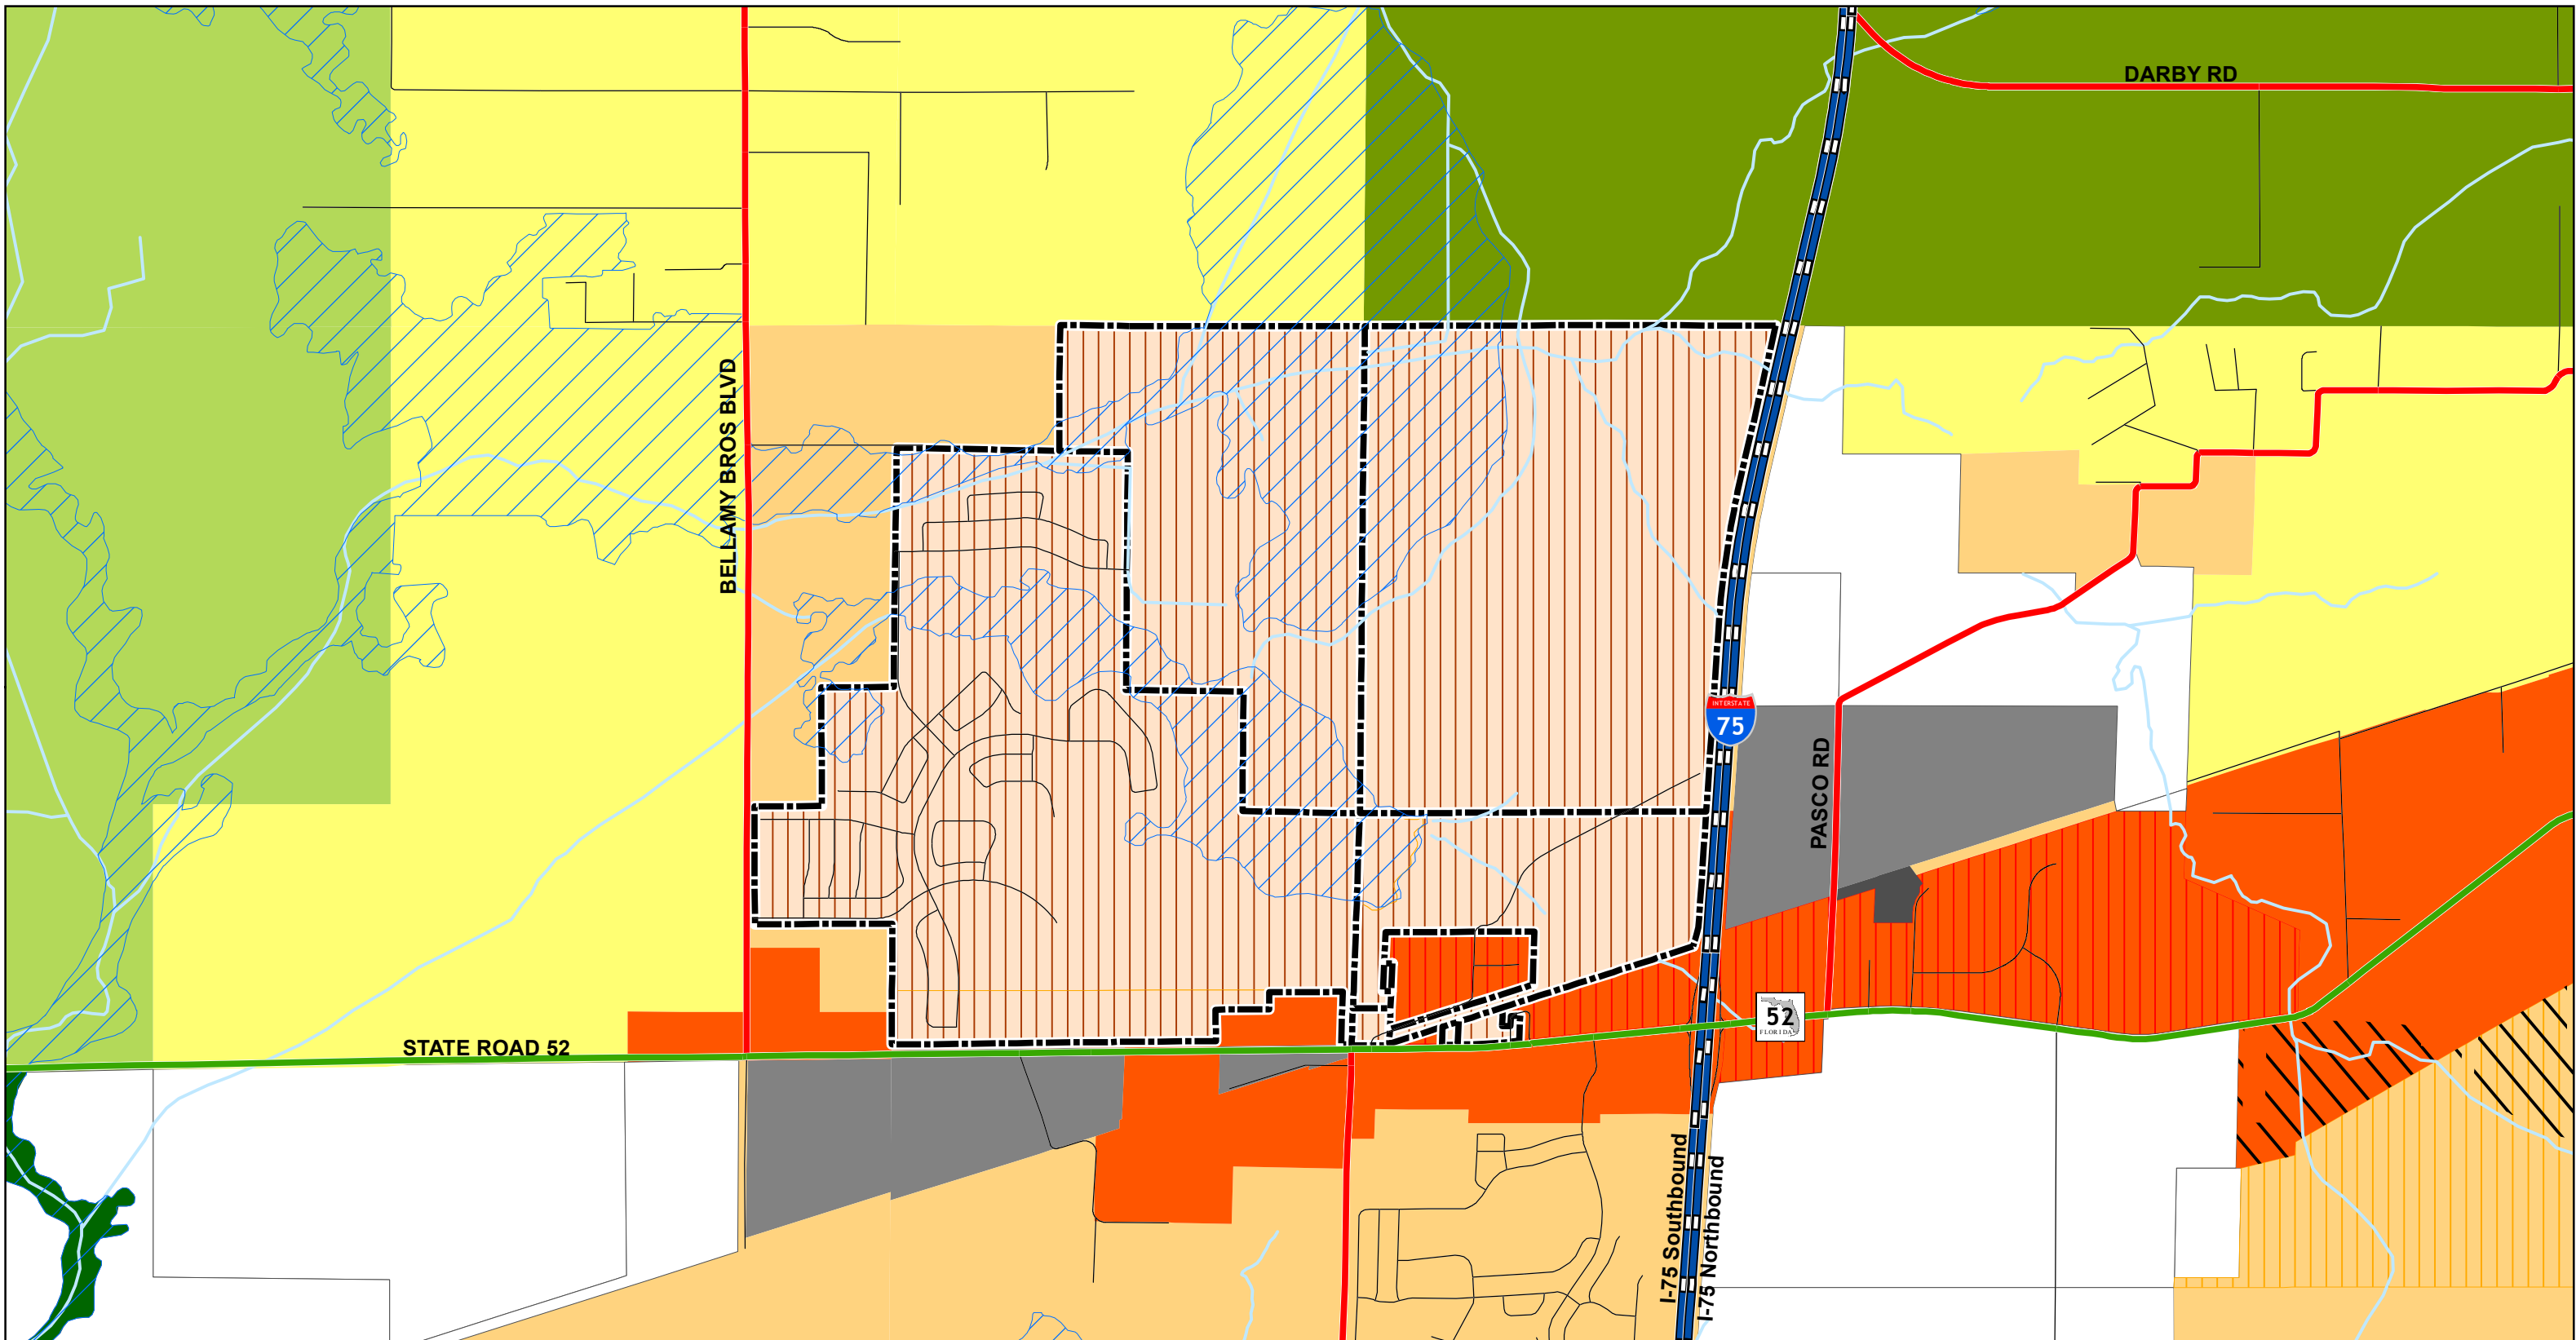 DARBY RD
BELLAMY BROS BLVD
INTERSTATE
75
PASCO RD
52
FLORIDA
STATE ROAD 52
I-75 Southbound
I-75 Northbound